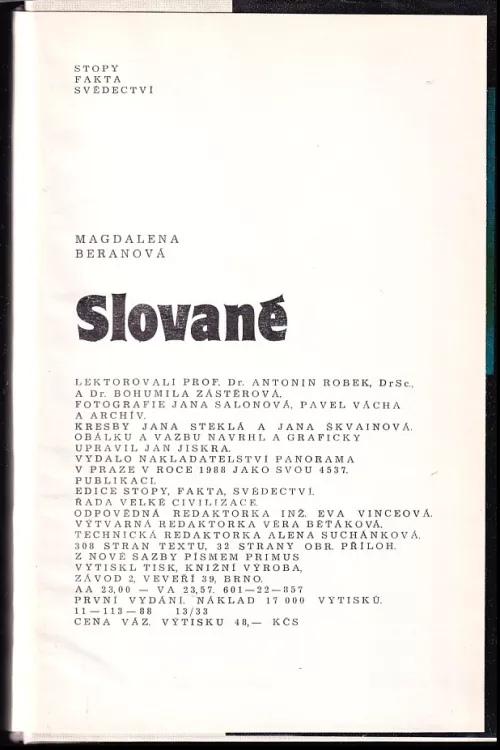 STOPY
FAKTA
SVĚDECTVÍ
MAGDALENA
BERANOVÁ
Slované
LEKTOROVALI PROF. Dr. ANTONÍN ROBEK, DrSc.,
A Dr. BOHUMILA ZÁSTĚROVÁ.
FOTOGRAFIE JANA SALONOVÁ, PAVEL VÁCHA
A ARCHÍV.
KRESBY JANA STEKLÁ A JANA ŠKVAINOVÁ.
OBÁLKU A VAZBU NAVRHL A GRAFICKY
UPRAVIL JAN JISKRA.
VYDALO NAKLADATELSTVÍ PANORAMA
V PRAZE V ROCE 1988 JAKO SVOU 4537.
PUBLIKACI.
EDICE STOPY, FAKTA, SVĚDECTVÍ.
ŘADA VELKÉ CIVILIZACE.
ODPOVĚDNÁ REDAKTORKA INŽ. EVA VINCEOVÁ.
VÝTVARNÁ REDAKTORKA VĚRA BĚŤÁKOVÁ.
TECHNICKÁ REDAKTORKA ALENA SUCHÁNKOVÁ.
308 STRAN TEXTU, 32 STRANY OBR. PŘÍLOH.
Z NOVÉ SAZBY PÍSMEM PRIMUS
VYTISKL TISK, KNIŽNÍ VÝROBA,
ZÁVOD 2, VEVEŘÍ 39, BRNO.
AA 23,00 — VA 23,57. 601—22—857
PRVNÍ VYDÁNÍ. NÁKLAD 17 000 VÝTISKŮ.
11—113—88 13/33
CENA VÁZ. VÝTISKU 48,— KČS